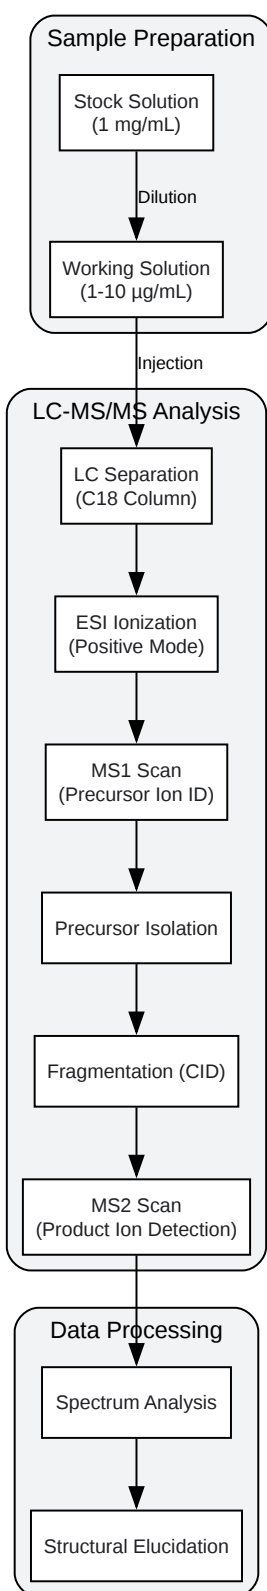 Sample Preparation
Stock Solution
(1 mg/mL)
Dilution
Working Solution
(1-10 µg/mL)
Injection
LC-MS/MS Analysis
LC Separation
(C18 Column)
ESI Ionization
(Positive Mode)
MS1 Scan
(Precursor Ion ID)
Precursor Isolation
Fragmentation (CID)
MS2 Scan
(Product Ion Detection)
Data Processing
Spectrum Analysis
Structural Elucidation